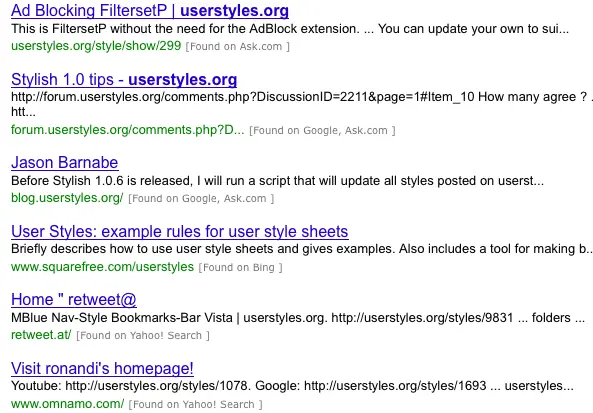 Ad Blocking FiltersetP | userstyles.org
This is FiltersetP without the need for the AdBlock extension. ... You can update your own to sui...
userstyles.org/style/show/299 [Found on Ask.com ]
Stylish 1.0 tips - userstyles.org
http://forum.userstyles.org/comments.php?DiscussionID=2211&page=1#Item_10 How many agree ? .
htt...
forum.userstyles.org/comments.php?D... [Found on Google, Ask.com ]
Jason Barnabe
Before Stylish 1.0.6 is released, I will run a script that will update all styles posted on userst...
blog.userstyles.org/ [Found on Google, Ask.com ]
User Styles: example rules for user style sheets
Briefly describes how to use user style sheets and gives examples. Also includes a tool for making b..
www.squarefree.com/userstyles [Found on Bing ]
Home " retweet@
MBlue Nav-Style Bookmarks-Bar Vista | userstyles.org. http://userstyles.org/styles/9831 ... folders ...
retweet.at/ [Found on Yahoo! Search ]
Visit ronandi's homepage!
Youtube: http://userstyles.org/styles/1078. Google: http://userstyles.org/styles/1693 ... userstyles...
www.omnamo.com/ [Found on Yahoo! Search ]